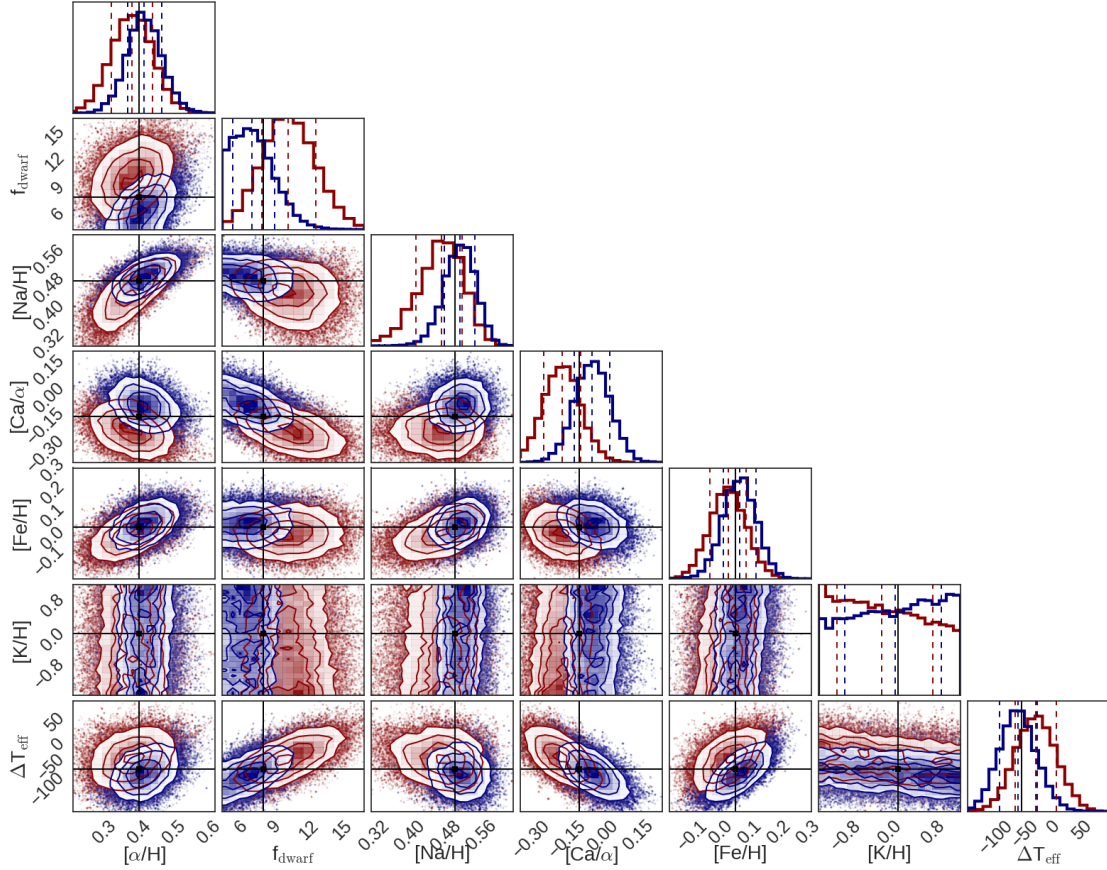 15
12
9
6
f_dwarf
0.56
0.48
0.40
0.32
[Na/H]
0.15
0.00
−0.15
−0.30
[Ca/α]
0.3
0.2
0.1
0.0
−0.1
[Fe/H]
0.8
0.0
−0.8
[K/H]
50
0
−50
−100
ΔT_eff
0.3 0.4 0.5 0.6
6 9 12 15
0.32 0.40 0.48 0.56
−0.30 −0.15 0.00 0.15
−0.1 0.0 0.1 0.2 0.3
−0.8 0.0 0.8
−100 −50 0 50
[α/H] f_dwarf [Na/H] [Ca/α] [Fe/H] [K/H] ΔT_eff